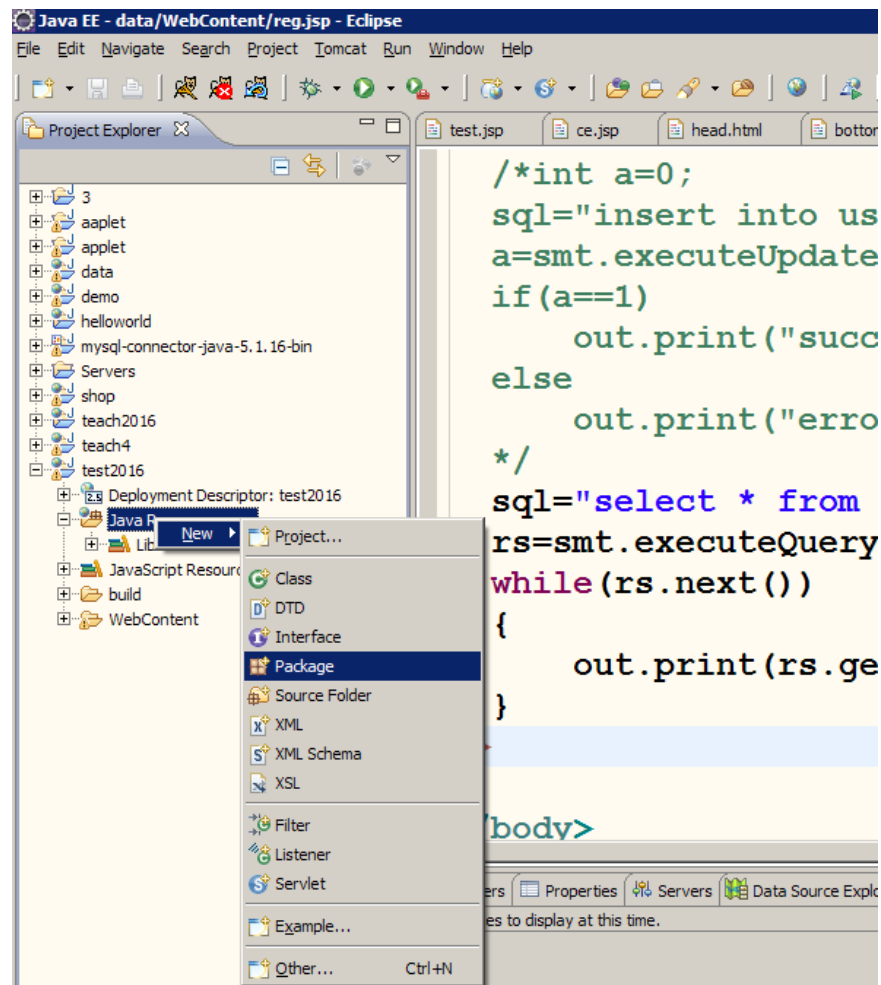 Java EE - data/WebContent/reg.jsp - Eclipse
File Edit Navigate Search Project Tomcat Run Window Help
Project Explorer
test.jsp ce.jsp head.html
3
aaplet
applet
data
demo
helloworld
mysql-connector-java-5.1.16-bin
Servers
shop
teach2016
teach4
test2016
Deployment Descriptor: test2016
Java R
Lib
JavaScript Resourc
build
WebContent
New
Project...
Class
DTD
Interface
Package
Source Folder
XML
XML Schema
XSL
Filter
Listener
Servlet
Example...
Other... Ctrl+N
/*int a=0;
sql="insert into us
a=smt.executeUpdate
if(a==1)
out.print("succ
else
out.print("erro
*/
sql="select * from
rs=smt.executeQuery
while(rs.next())
{
out.print(rs.ge
}
>
/body>
ers Properties Servers Data Source Explo
es to display at this time.